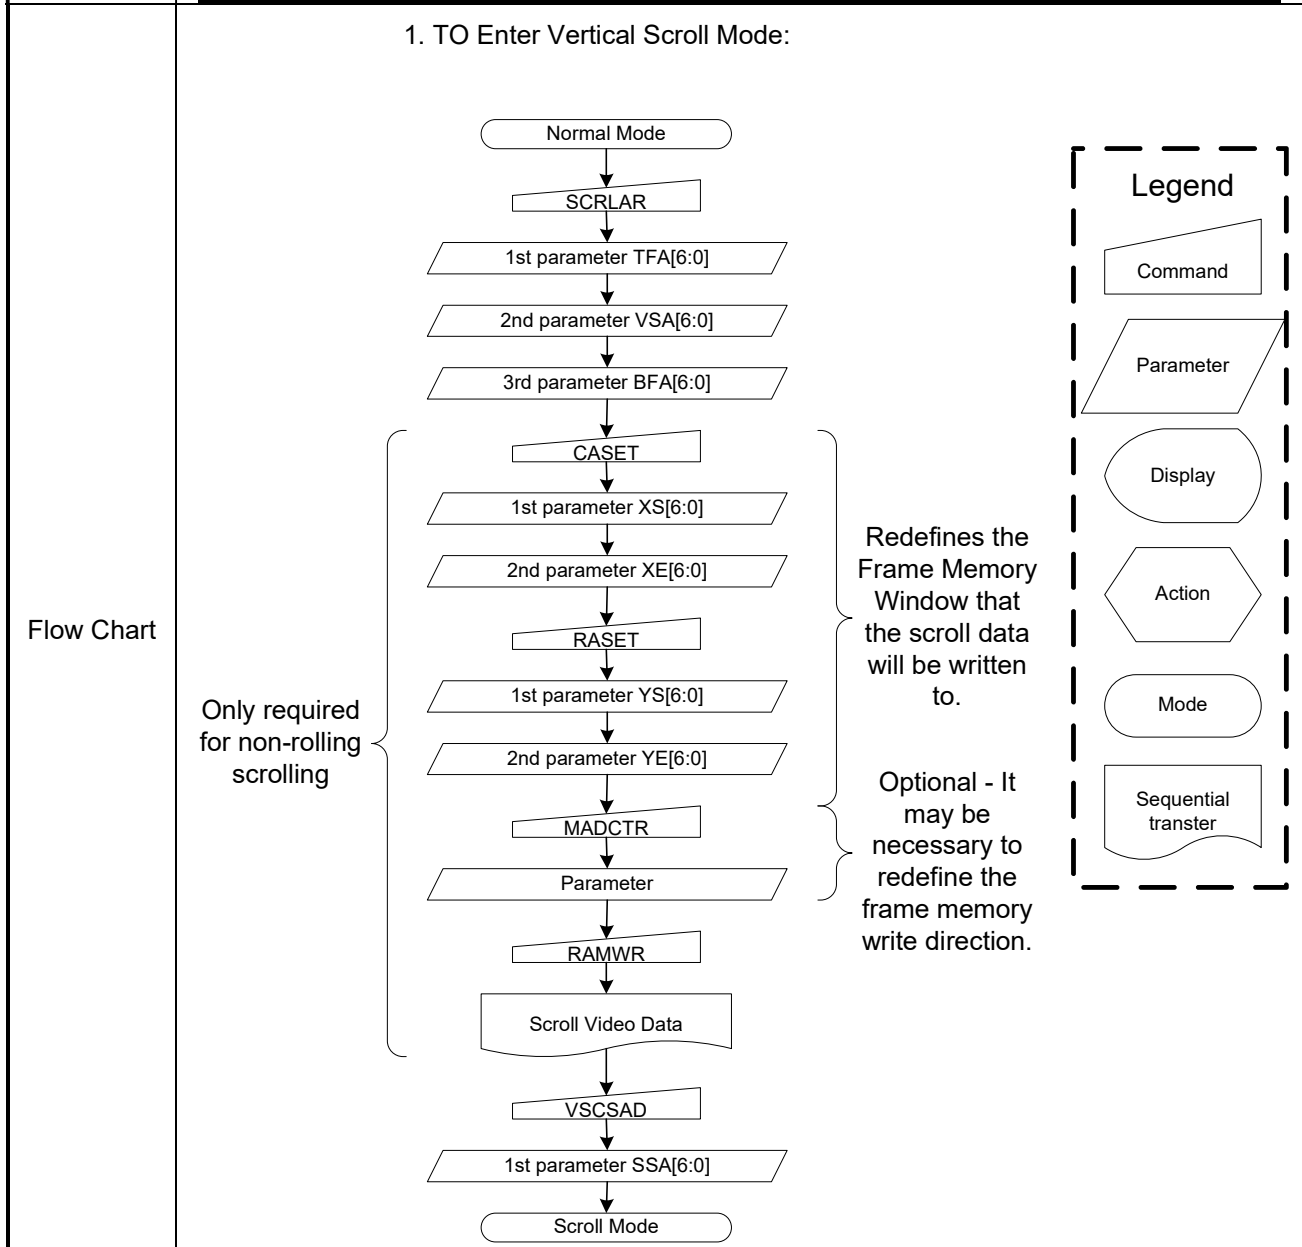 1. TO Enter Vertical Scroll Mode:
Normal Mode
SCRLAR
1st parameter TFA[6:0]
2nd parameter VSA[6:0]
3rd parameter BFA[6:0]
CASET
1st parameter XS[6:0]
2nd parameter XE[6:0]
RASET
1st parameter YS[6:0]
2nd parameter YE[6:0]
MADCTR
Parameter
RAMWR
Scroll Video Data
VSCSAD
1st parameter SSA[6:0]
Scroll Mode
Flow Chart
Only required
for non-rolling
scrolling
Redefines the
Frame Memory
Window that
the scroll data
will be written
to.
Optional - It
may be
necessary to
redefine the
frame memory
write direction.
Legend
Command
Parameter
Display
Action
Mode
Sequential
transter